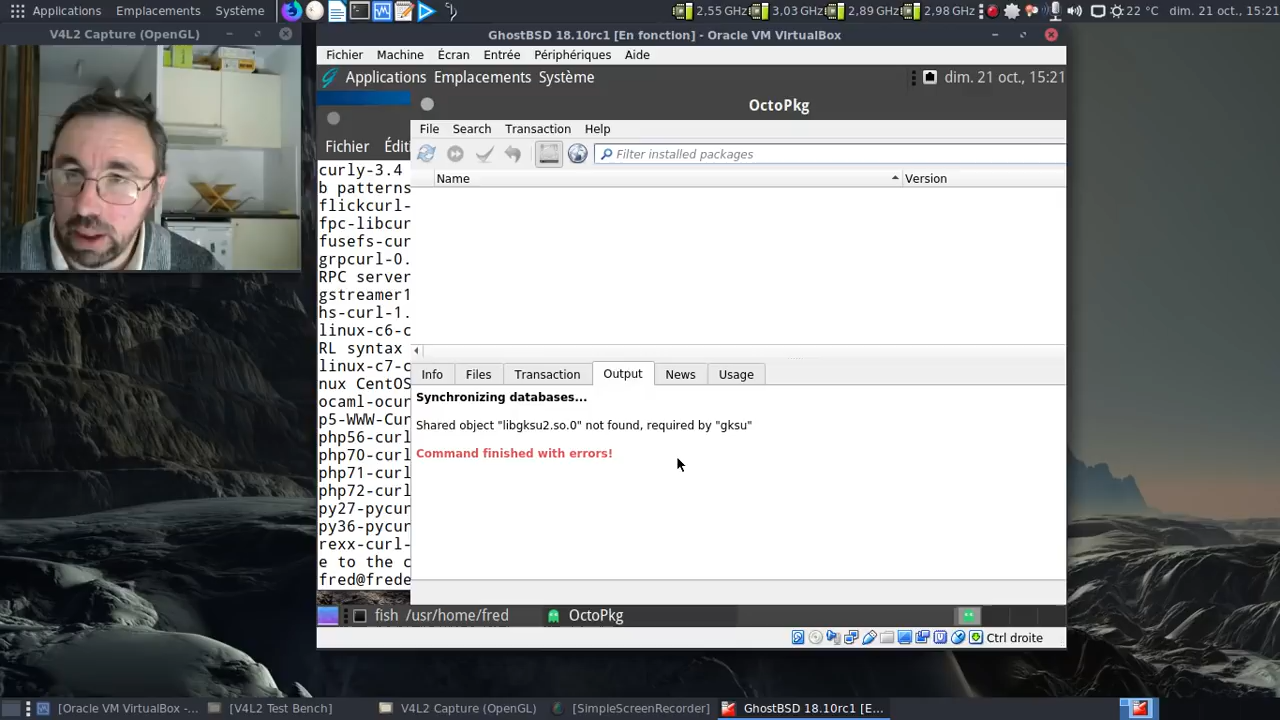 Applications Emplacements Système
2,55 GHz 3,03 GHz 2,89 GHz 2,98 GHz
22 °C dim. 21 oct., 15:21
V4L2 Capture (OpenGL)
GhostBSD 18.10rc1 [En fonction] - Oracle VM VirtualBox
Fichier Machine Écran Entrée Périphériques Aide
Applications Emplacements Système
dim. 21 oct., 15:21
OctoPkg
Fichier Éditi
File Search Transaction Help
Filter installed packages
Name Version
curly-3.4
b patterns
flickcurl-
fpc-libcur
fusefs-cur
grpcurl-0.
RPC server
gstreamer1
hs-curl-1.
linux-c6-c
RL syntax
linux-c7-c
nux CentOS
ocaml-ocur
p5-WWW-Cur
php56-curl
php70-curl
php71-curl
php72-curl
py27-pycur
py36-pycur
rexx-curl-
e to the c
fred@frede
Info Files Transaction Output News Usage
Synchronizing databases...
Shared object "libgksu2.so.0" not found, required by "gksu"
Command finished with errors!
fish /usr/home/fred
OctoPkg
Ctrl droite
[Oracle VM VirtualBox -...
[V4L2 Test Bench]
V4L2 Capture (OpenGL)
[SimpleScreenRecorder]
GhostBSD 18.10rc1 [E...